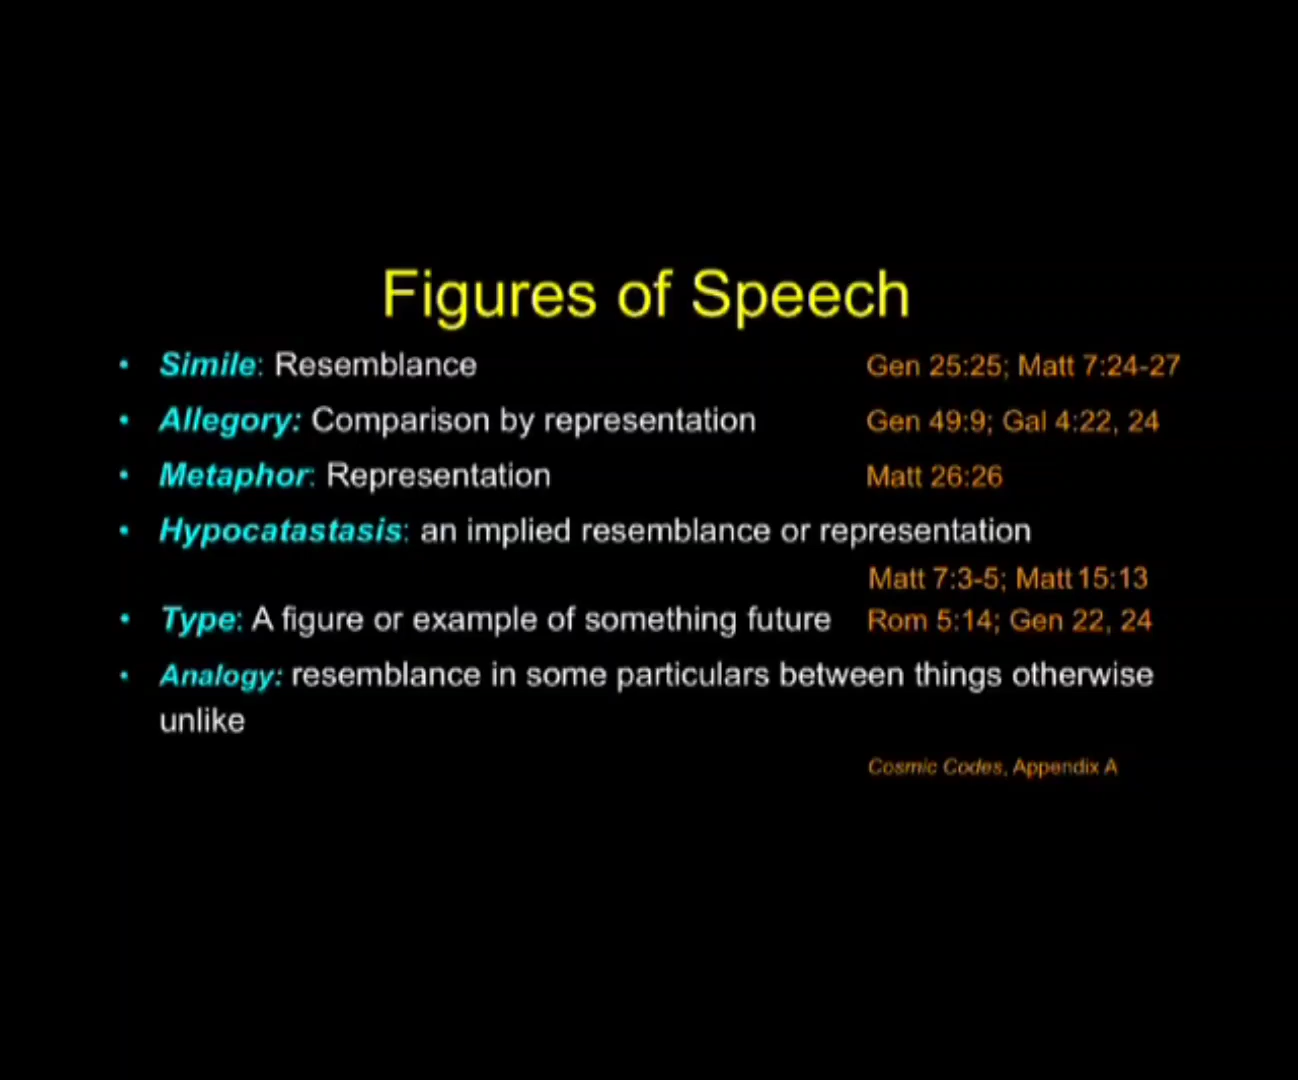 Figures of Speech
• Simile: Resemblance Gen 25:25; Matt 7:24-27
• Allegory: Comparison by representation Gen 49:9; Gal 4:22, 24
• Metaphor: Representation Matt 26:26
• Hypocatastasis: an implied resemblance or representation
Matt 7:3-5; Matt 15:13
• Type: A figure or example of something future Rom 5:14; Gen 22, 24
• Analogy: resemblance in some particulars between things otherwise
unlike
Cosmic Codes, Appendix A